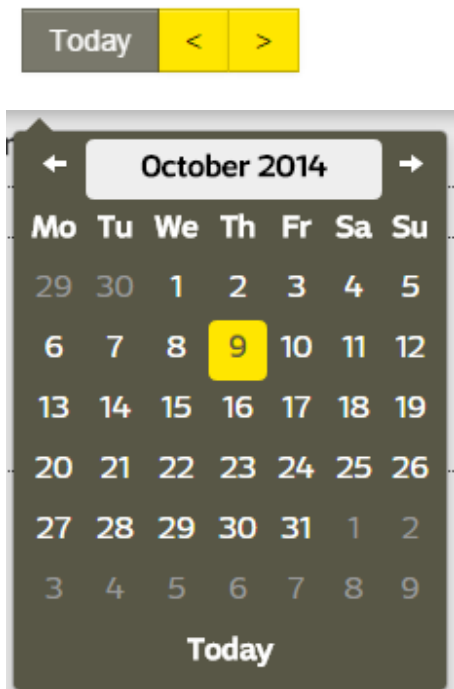 Today < >
October 2014
Mo Tu We Th Fr Sa Su
29 30 1 2 3 4 5
6 7 8 9 10 11 12
13 14 15 16 17 18 19
20 21 22 23 24 25 26
27 28 29 30 31 1 2
3 4 5 6 7 8 9
Today